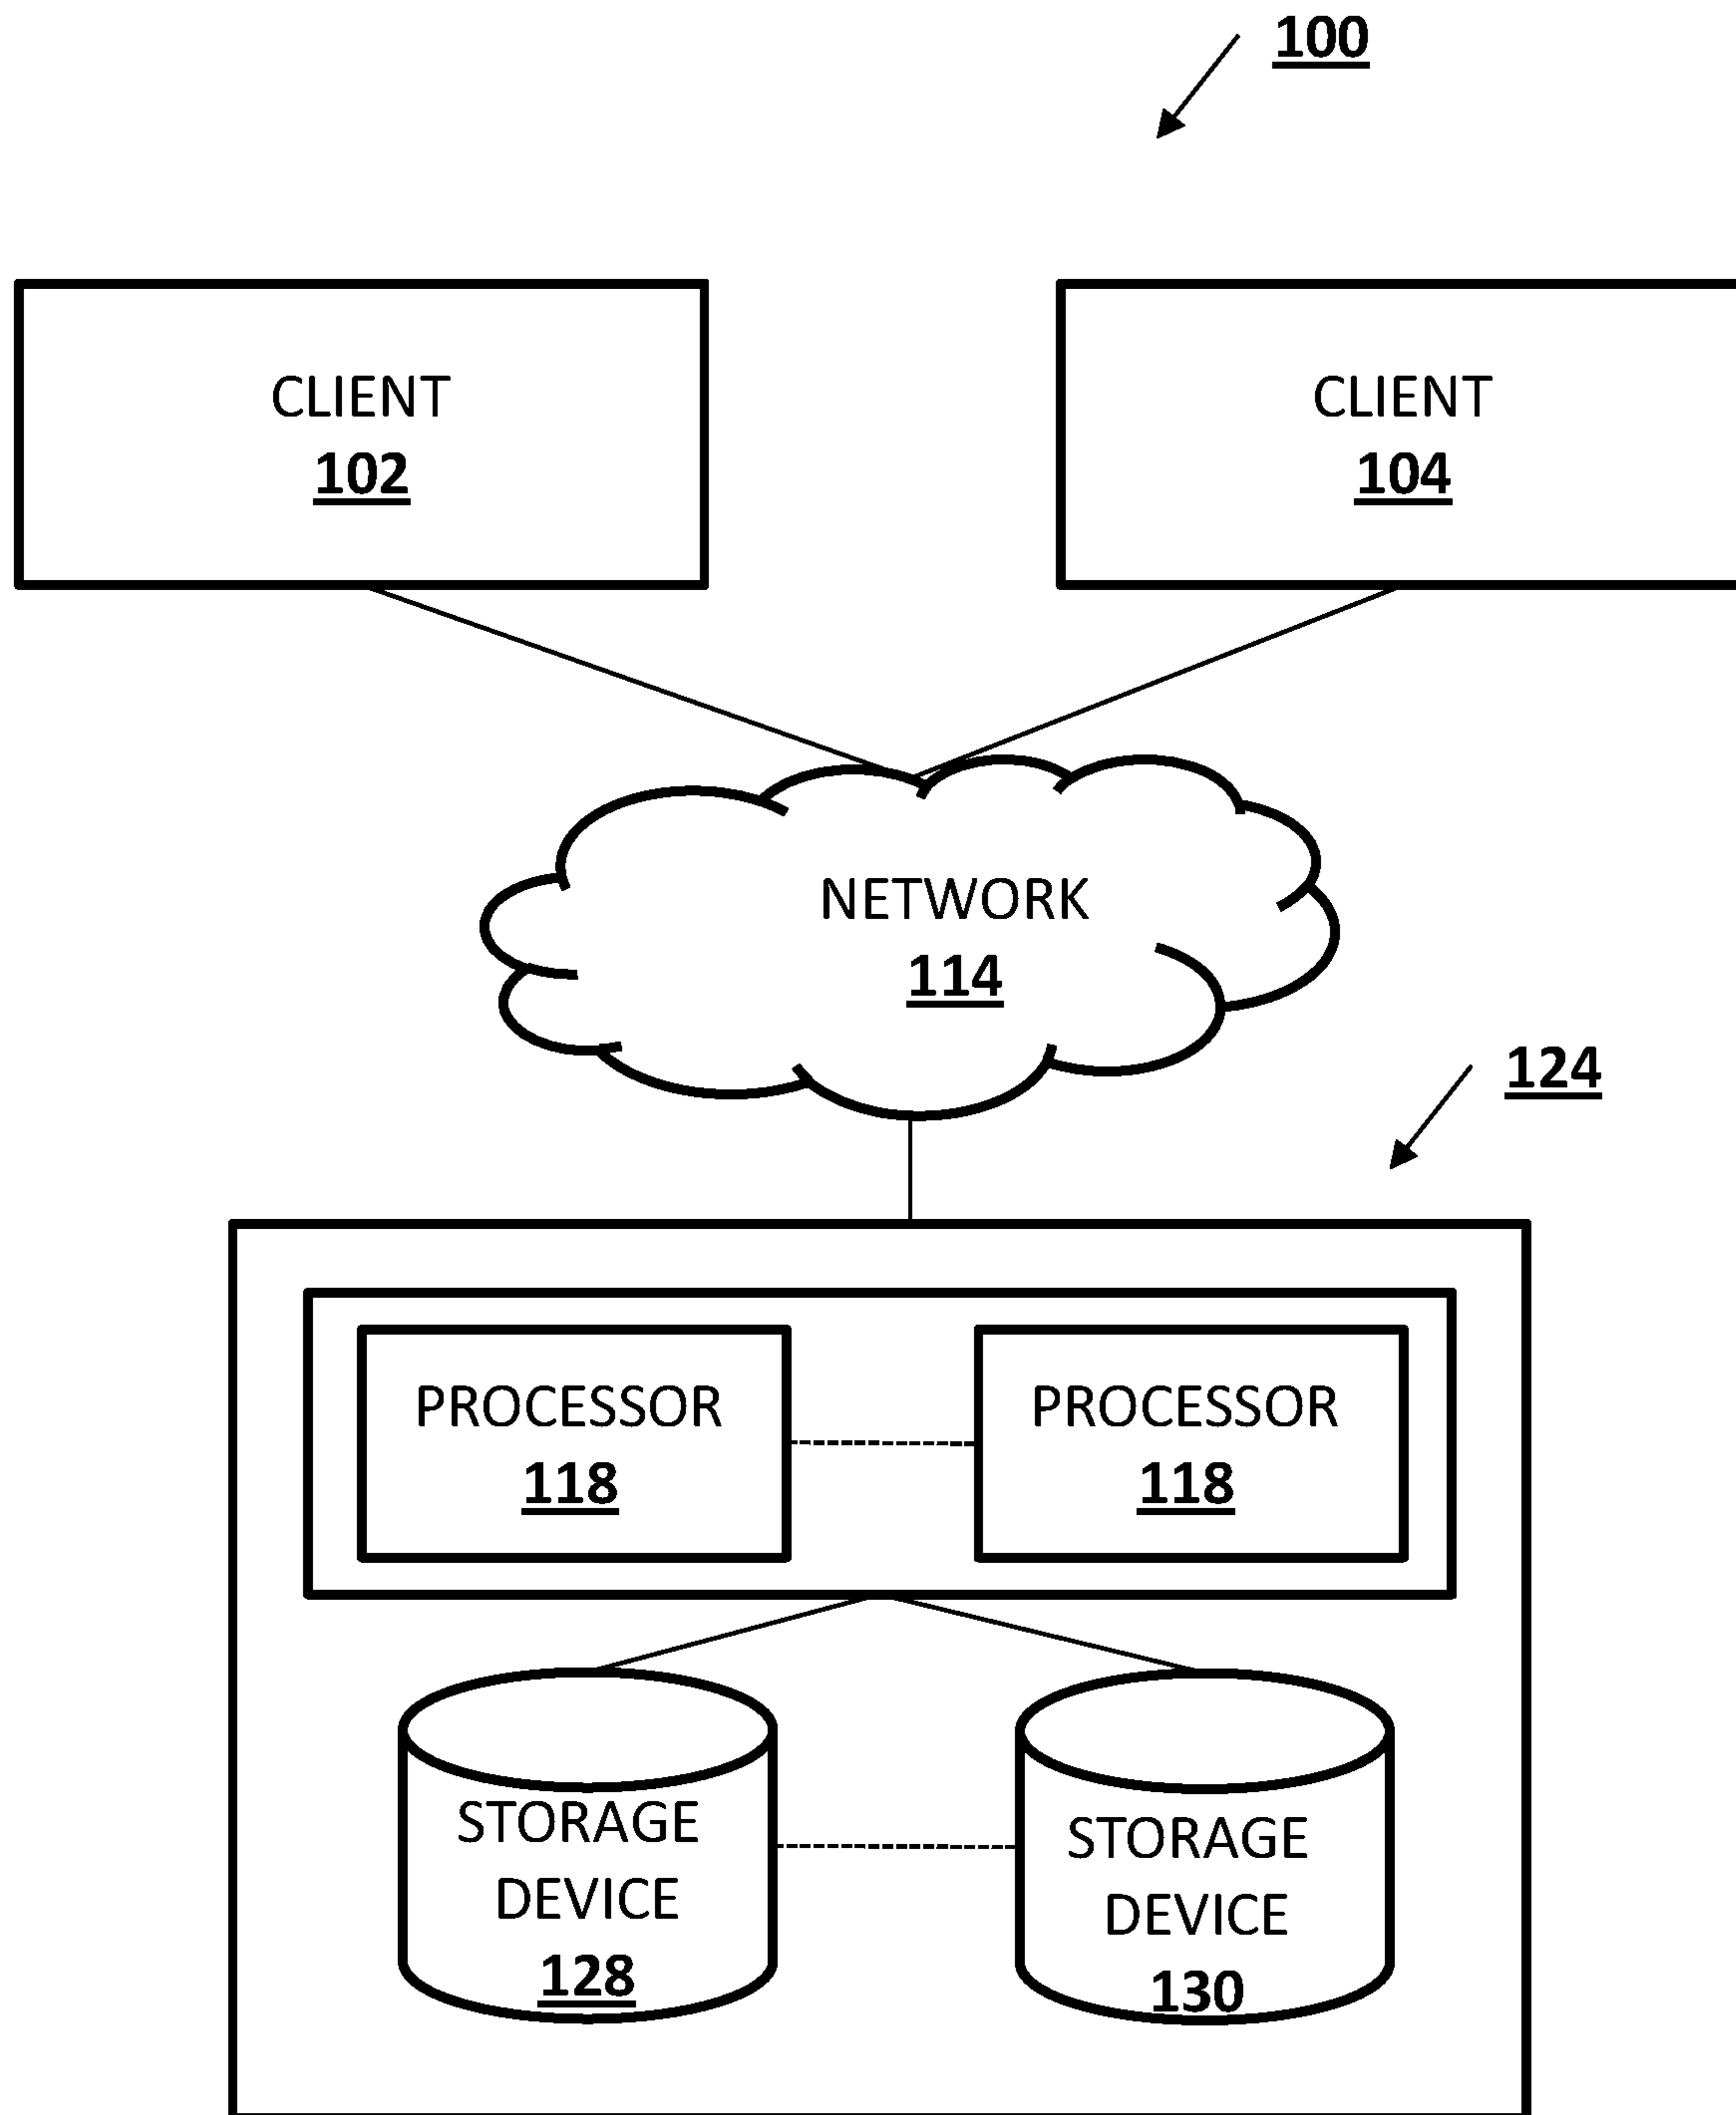 100
CLIENT
102
CLIENT
104
NETWORK
114
124
PROCESSOR
118
PROCESSOR
118
STORAGE
DEVICE
128
STORAGE
DEVICE
130